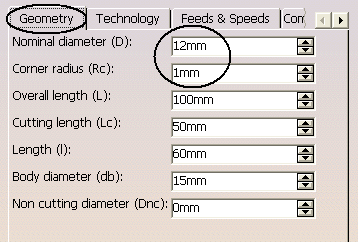 Geometry Technology Feeds & Speeds
Nominal diameter (D): 12mm
Corner radius (Rc): 1mm
Overall length (L): 100mm
Cutting length (Lc): 50mm
Length (l): 60mm
Body diameter (db): 15mm
Non cutting diameter (Dnc): 0mm